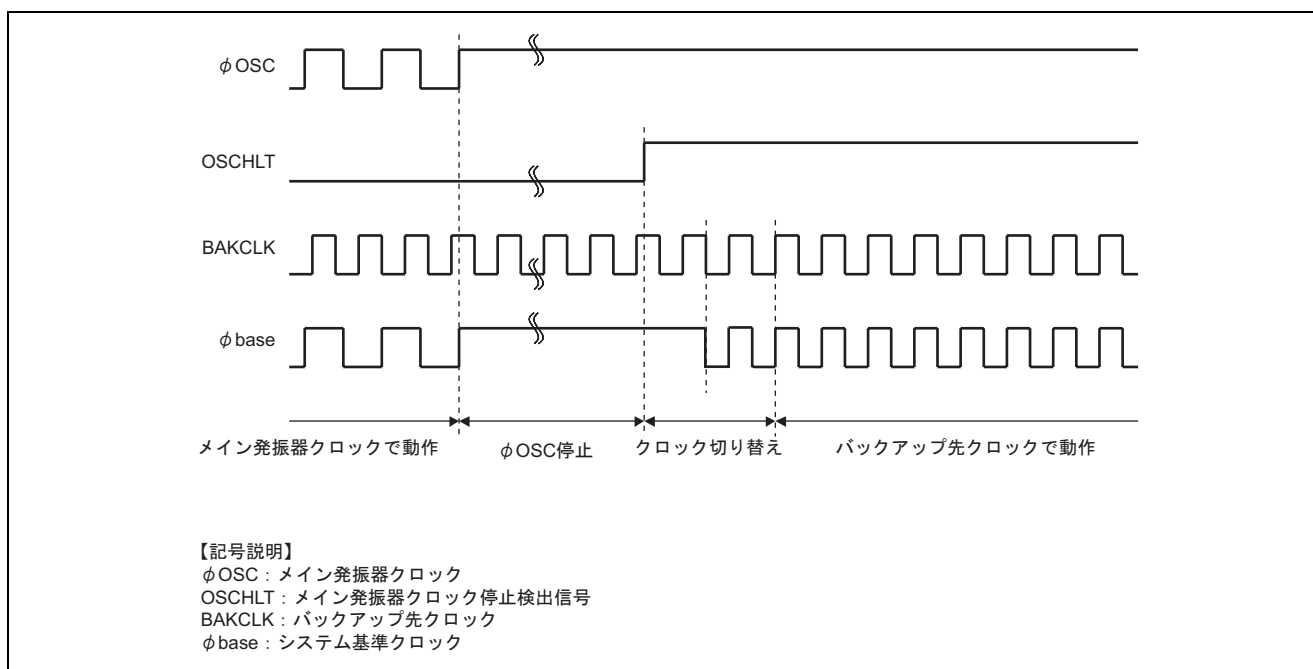 φOSC
OSCHLT
BAKCLK
φbase
メイン発振器クロックで動作
φOSC停止
クロック切り替え
バックアップ先クロックで動作
【記号説明】
φOSC：メイン発振器クロック
OSCHLT：メイン発振器クロック停止検出信号
BAKCLK：バックアップ先クロック
φbase：システム基準クロック